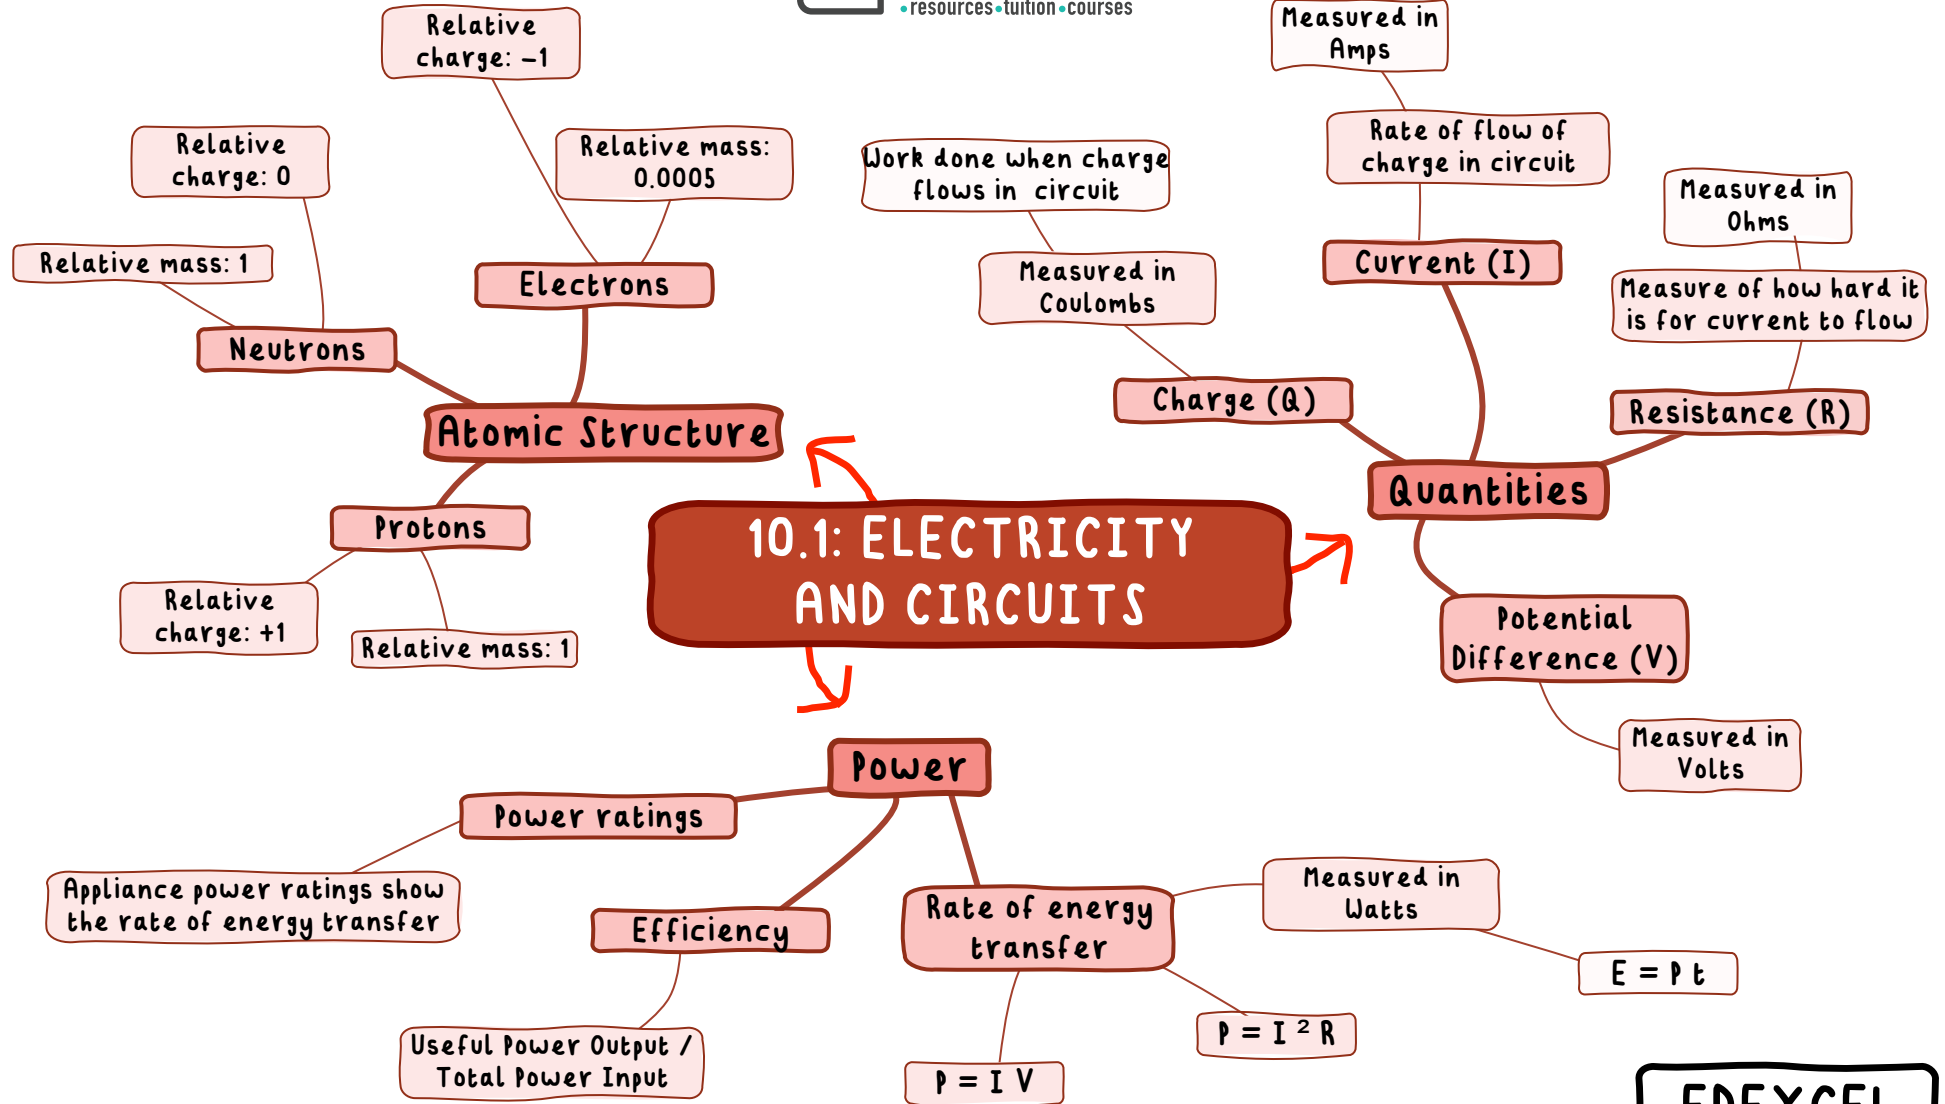 •resources•tuition•courses
Relative
charge: -1
Relative
charge: 0
Relative mass:
0.0005
Relative mass: 1
Electrons
Neutrons
Atomic Structure
Protons
Relative
charge: +1
Relative mass: 1
10.1: ELECTRICITY
AND CIRCUITS
Measured in
Amps
Rate of flow of
charge in circuit
Current (I)
Work done when charge
flows in circuit
Measured in
Coulombs
Charge (Q)
Measured in
Ohms
Measure of how hard it
is for current to flow
Resistance (R)
Quantities
Potential
Difference (V)
Measured in
Volts
Power
Power ratings
Appliance power ratings show
the rate of energy transfer
Efficiency
Useful Power Output /
Total Power Input
Rate of energy
transfer
Measured in
Watts
E = P t
P = I ² R
P = I V
EDEXCEL